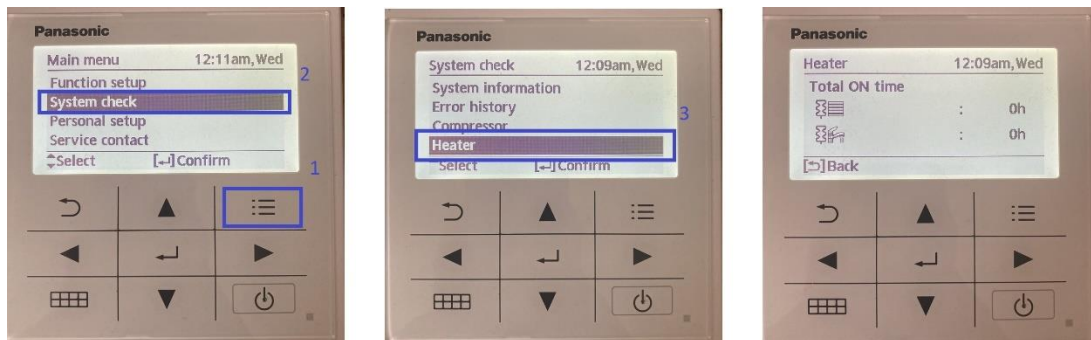 Panasonic
Main menu 12:11am,Wed
Function setup
2
System check
Personal setup
Service contact
Select [↵]Confirm
1
Panasonic
System check 12:09am,Wed
System information
Error history
3
Compressor
Heater
Select [↵]Confirm
Panasonic
Heater 12:09am,Wed
Total ON time
: 0h
: 0h
[⮌]Back